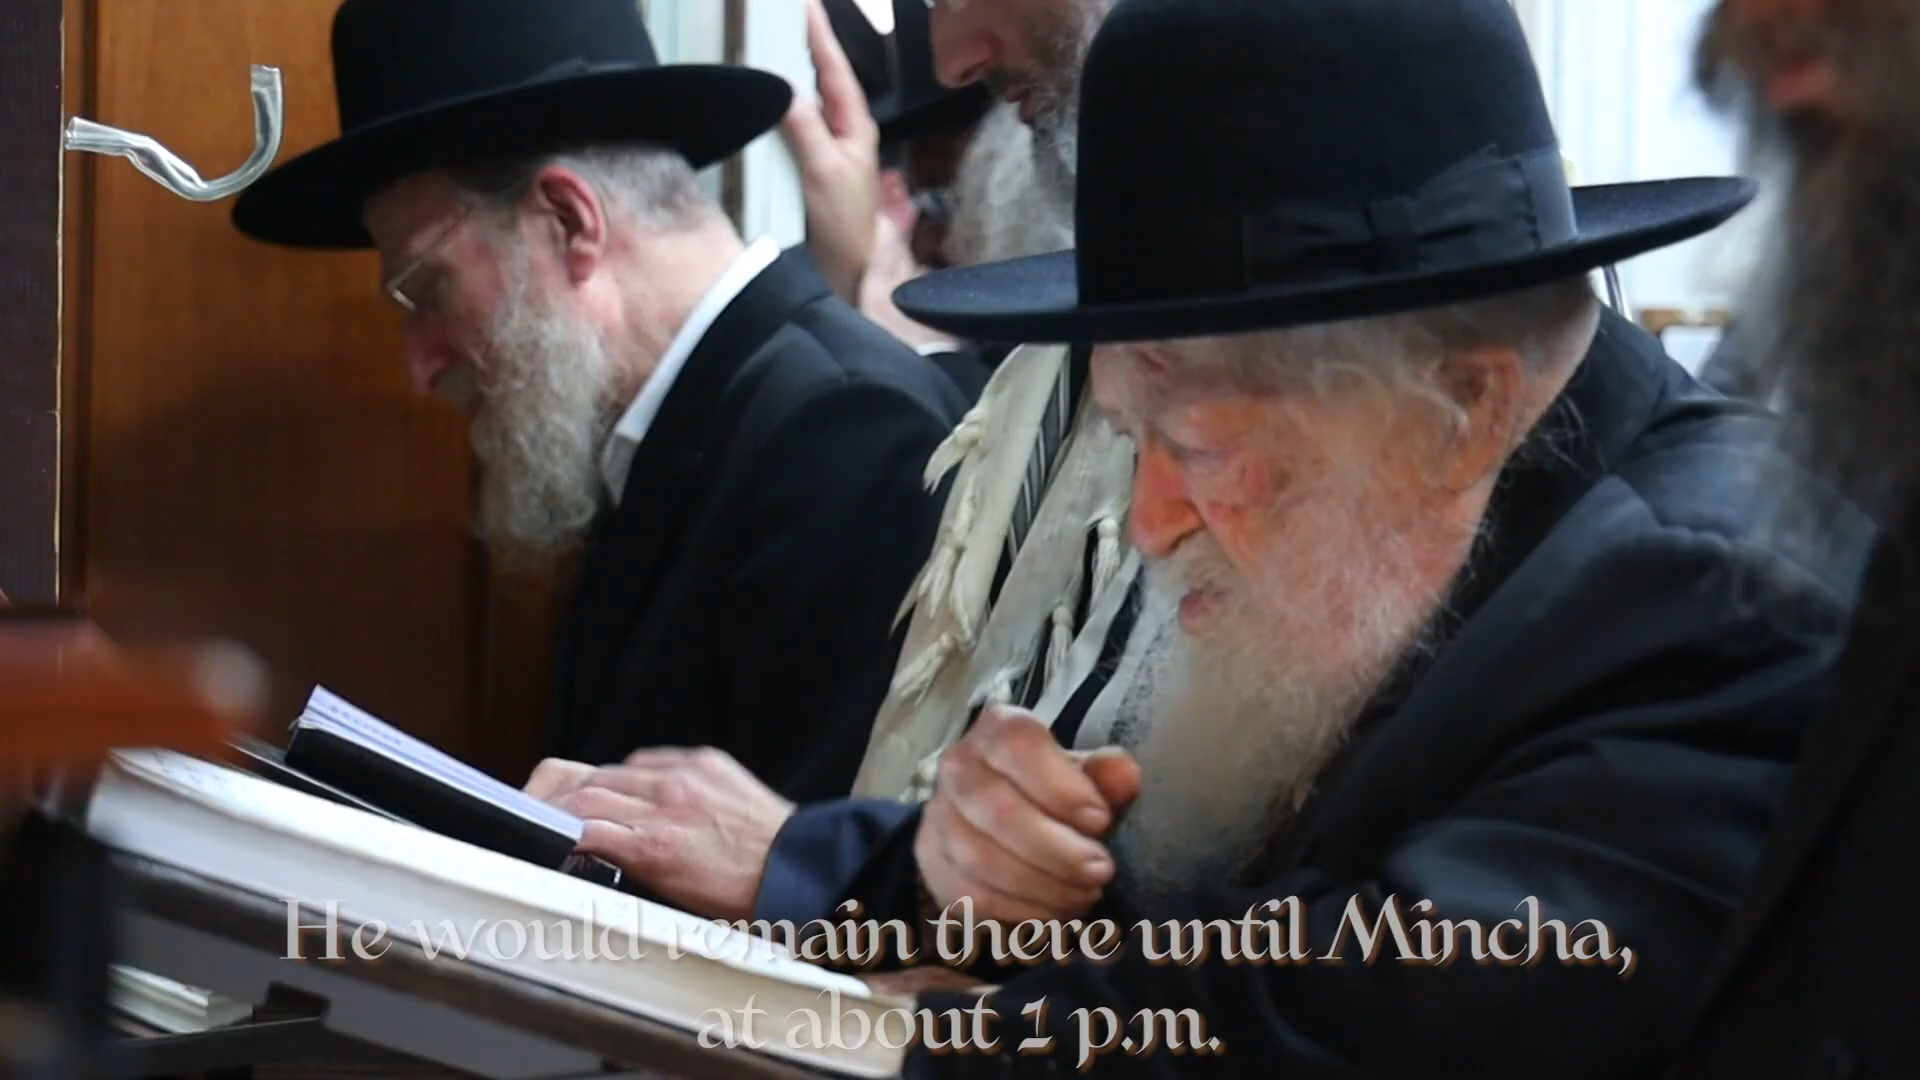 He would remain there until Mincha,
at about 1 p.m.